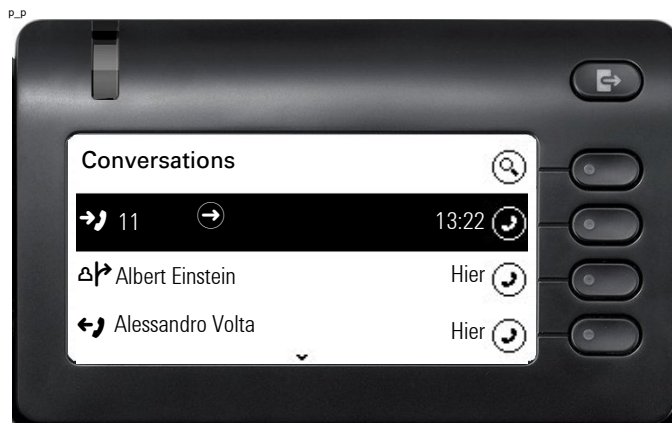 p_p
Conversations
11 13:22
Albert Einstein Hier
Alessandro Volta Hier